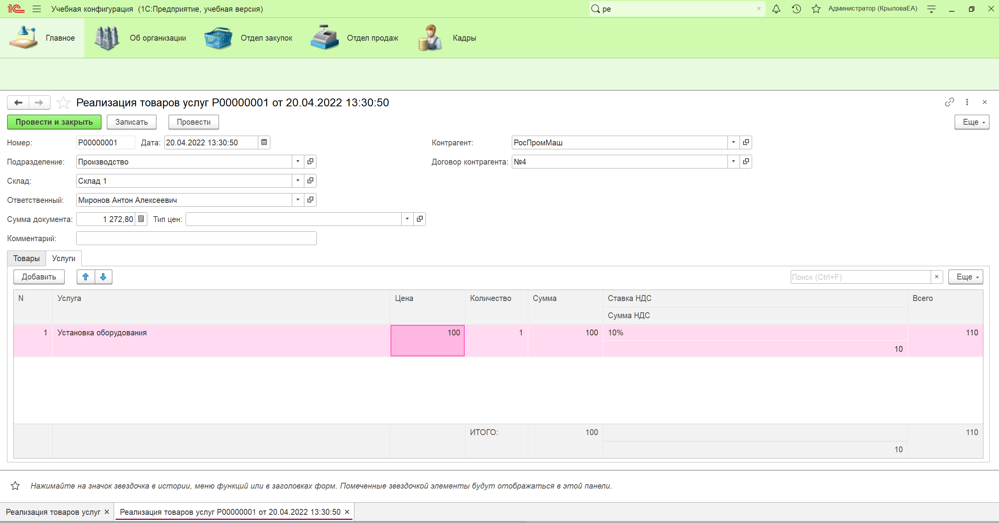 1С Учебная конфигурация (1С:Предприятие, учебная версия) ре × Администратор (КрыловаЕА)
Главное Об организации Отдел закупок Отдел продаж Кадры
Реализация товаров услуг Р00000001 от 20.04.2022 13:30:50
Провести и закрыть Записать Провести Еще
Номер: Р00000001 Дата: 20.04.2022 13:30:50 Контрагент: РосПромМаш
Подразделение: Производство Договор контрагента: №4
Склад: Склад 1
Ответственный: Миронов Антон Алексеевич
Сумма документа: 1 272,80 Тип цен:
Комментарий:
Товары Услуги
Добавить Поиск (Ctrl+F) × Еще
N Услуга Цена Количество Сумма Ставка НДС Всего
Сумма НДС
1 Установка оборудования 100 1 100 10% 110
10
ИТОГО: 100 110
10
Нажимайте на значок звездочка в истории, меню функций или в заголовках форм. Помеченные звездочкой элементы будут отображаться в этой панели.
Реализация товаров услуг × Реализация товаров услуг Р00000001 от 20.04.2022 13:30:50 ×